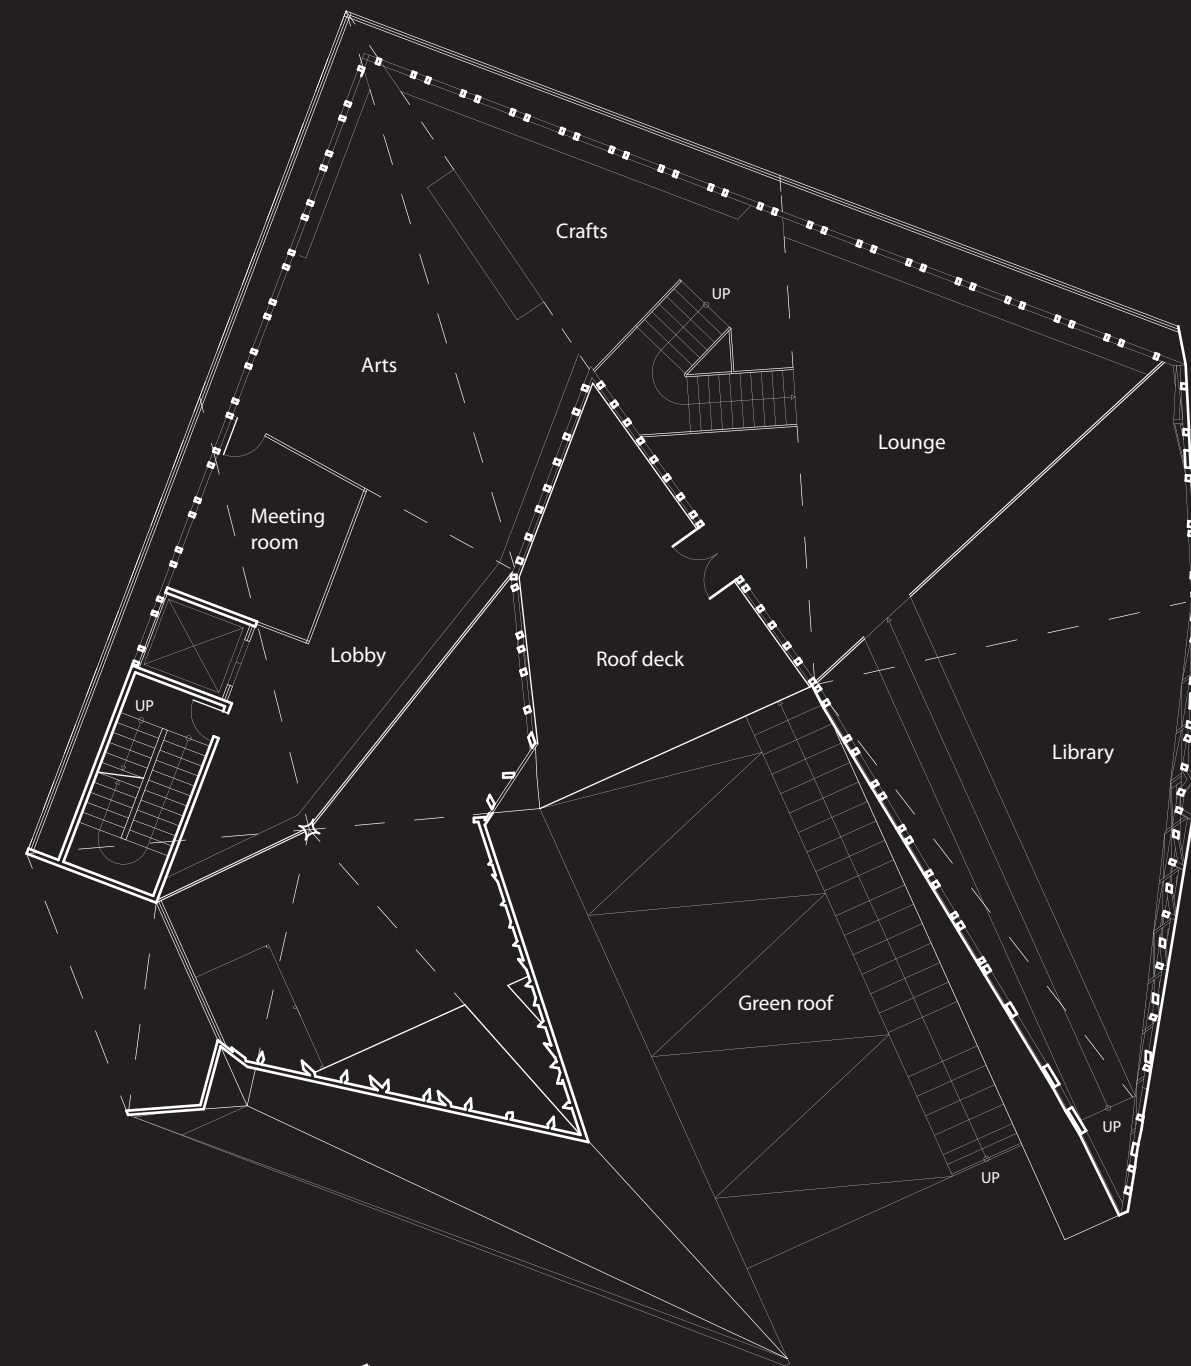 Crafts
UP
Arts
Lounge
Meeting
room
Lobby
Roof deck
UP
Library
Green roof
UP
UP